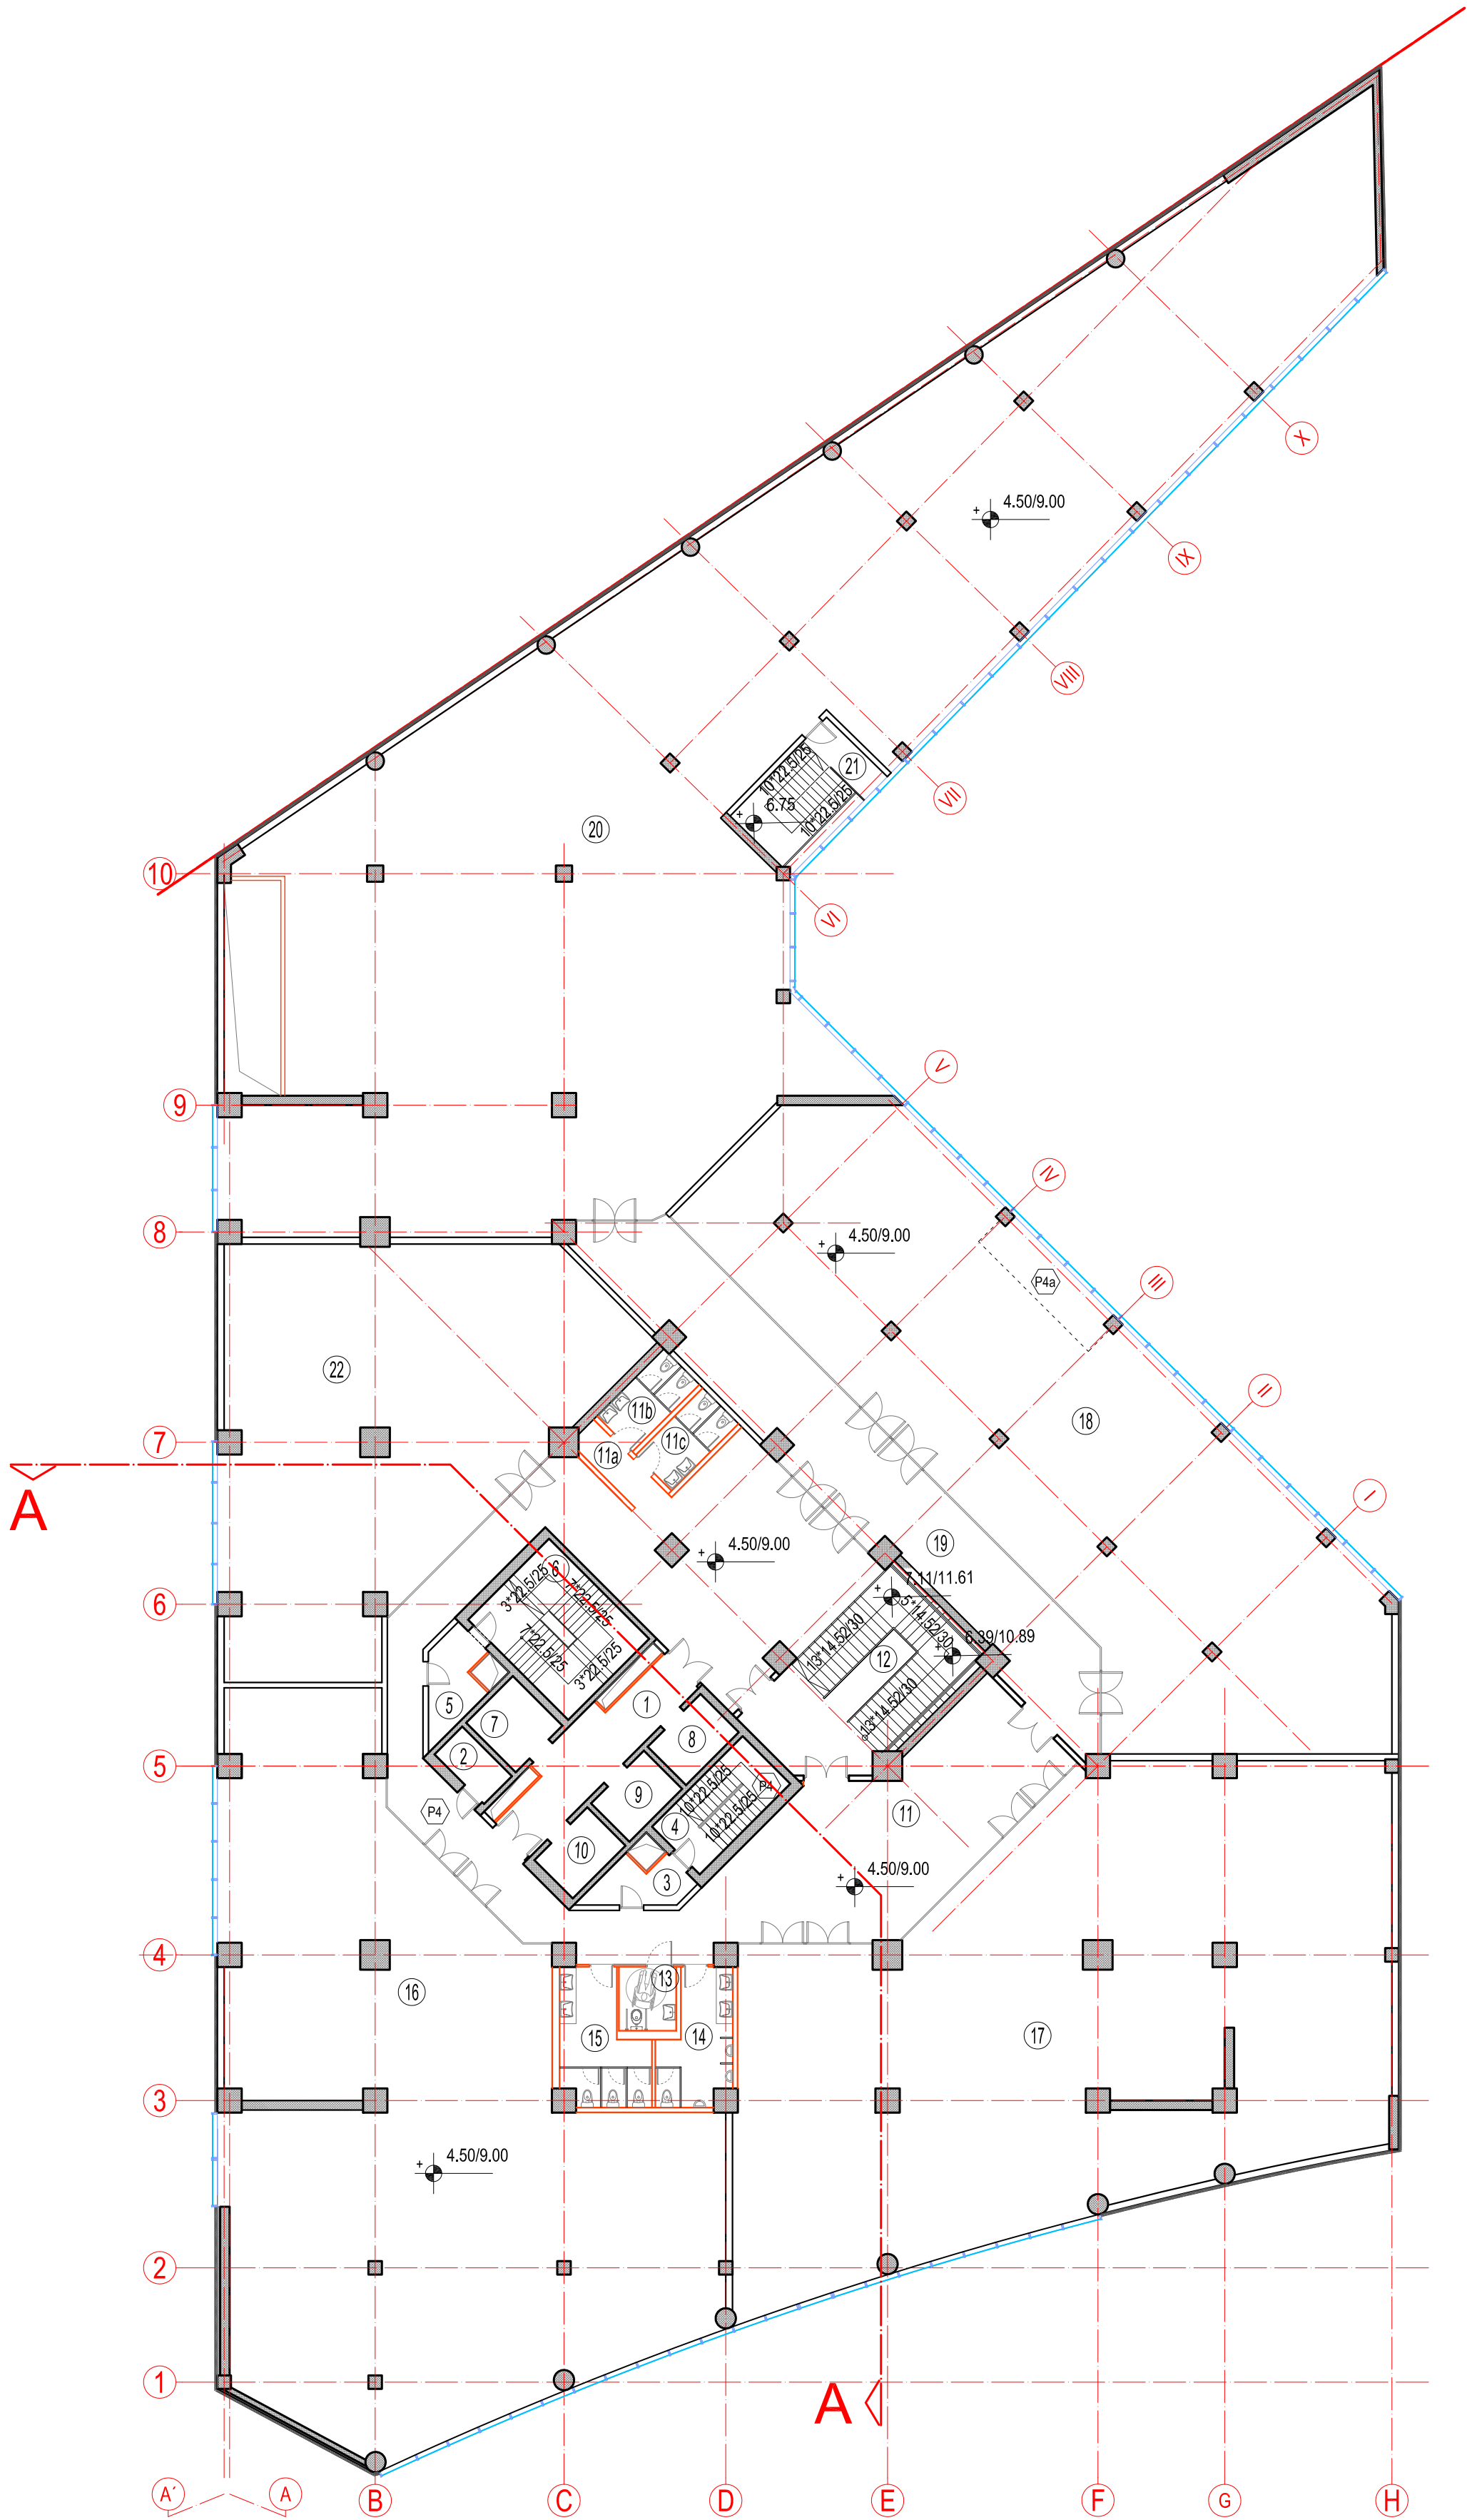 X
+ 4.50/9.00
IX
VIII
10*22.5/25
21
VII
+ 6.75
10*22.5/25
20
10
VI
V
9
IV
8
+ 4.50/9.00
P4a
III
22
II
11b
18
7
11c
11a
A
I
+ 4.50/9.00
19
6
3*22.5/25
7*22.5/25
+ 7.11/11.61
5*14.52/30
6
+ 6.39/10.89
13*14.52/30
7*22.5/25
3*22.5/25
12
1
5
7
8
13*14.52/30
2
5
10*22.5/25
P4
9
P4
11
4
10*22.5/25
10
3
+ 4.50/9.00
4
13
16
15
14
17
3
+ 4.50/9.00
2
1
A
A´
A
B
C
D
E
F
G
H